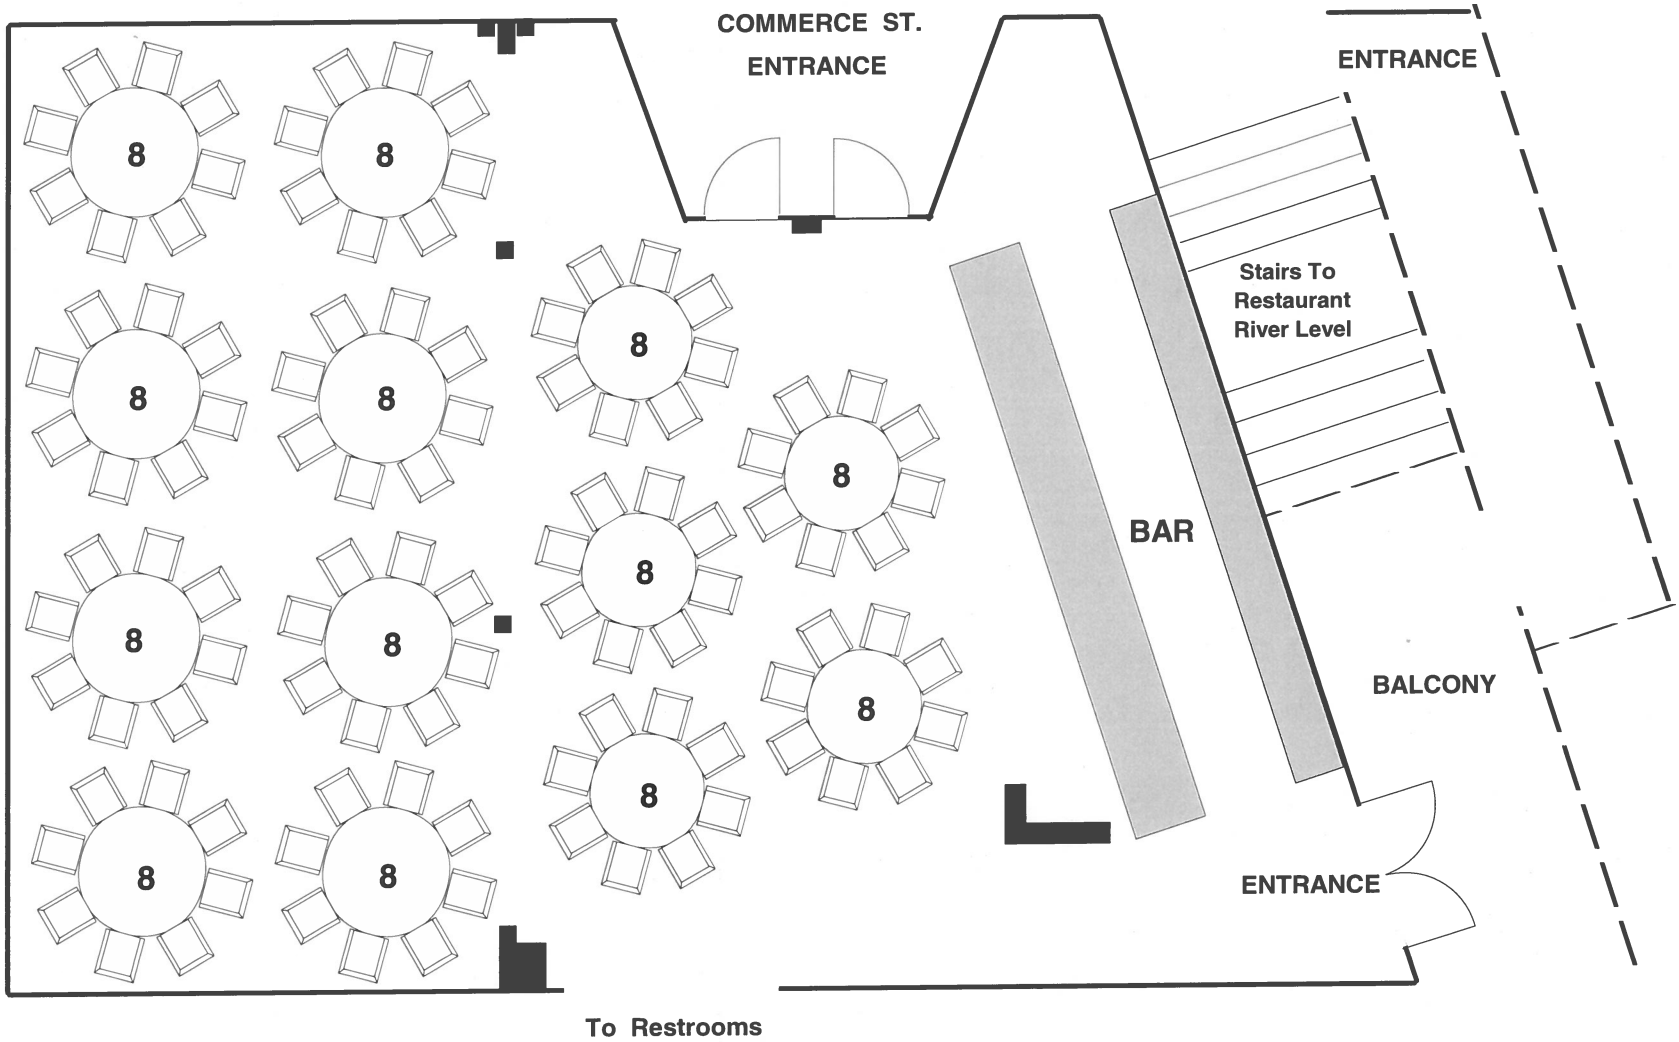 COMMERCE ST.
ENTRANCE
ENTRANCE
8
8
Stairs To
Restaurant
River Level
8
8
8
8
BAR
8
8
8
BALCONY
8
8
8
8
8
ENTRANCE
To Restrooms